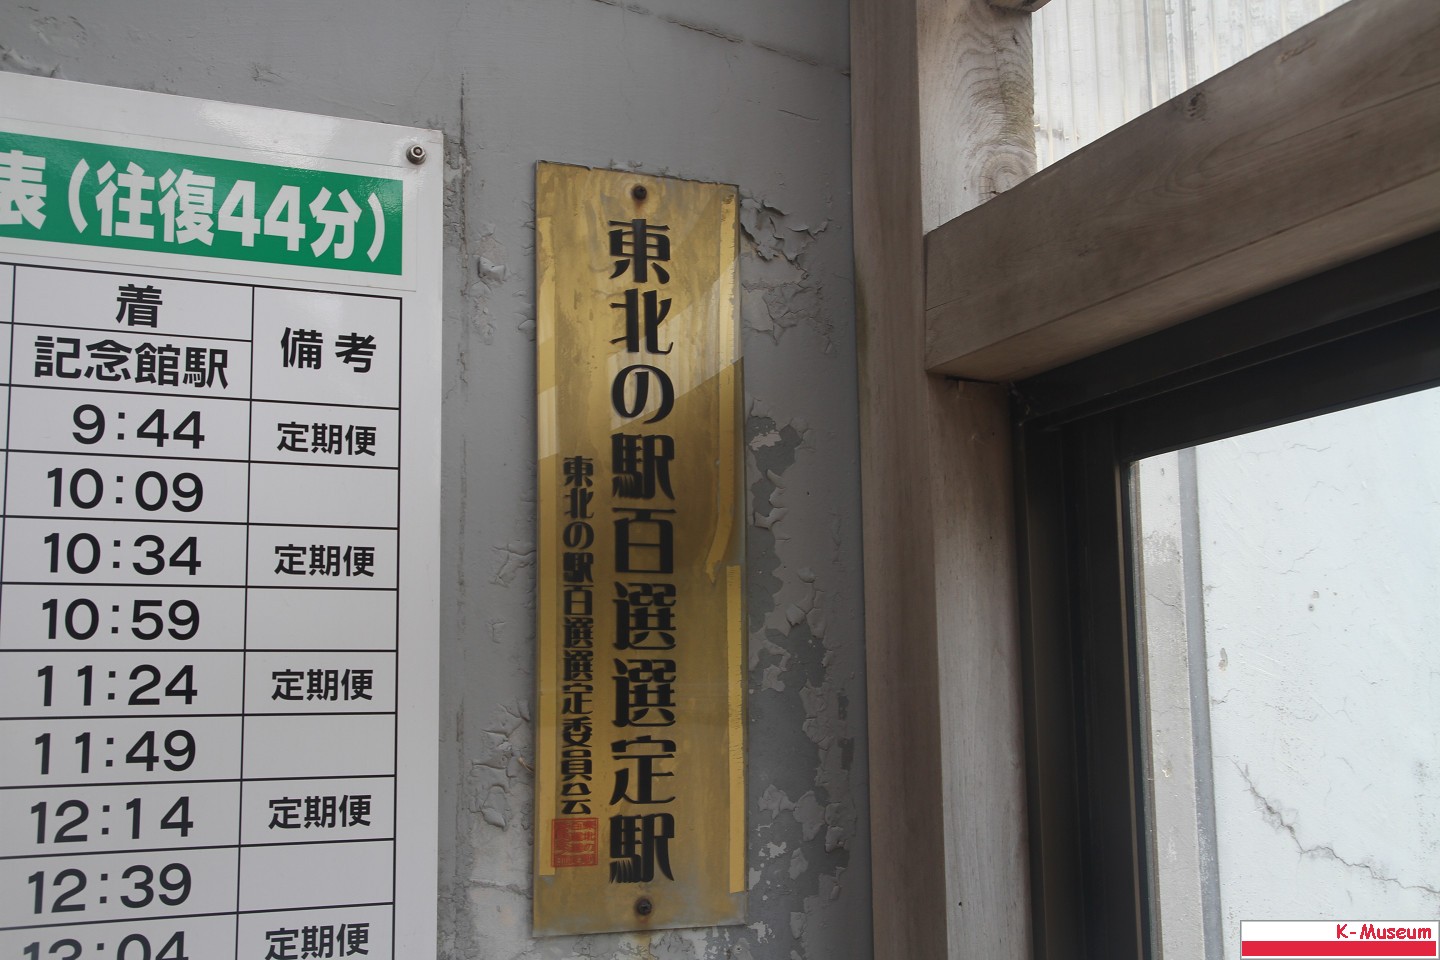 表(往復44分)
着
記念館駅
備考
9:44 定期便
10:09
10:34 定期便
10:59
11:24 定期便
11:49
12:14 定期便
12:39
13:04 定期便
東北の駅百選選定駅
東北の駅百選選定委員会
K-Museum